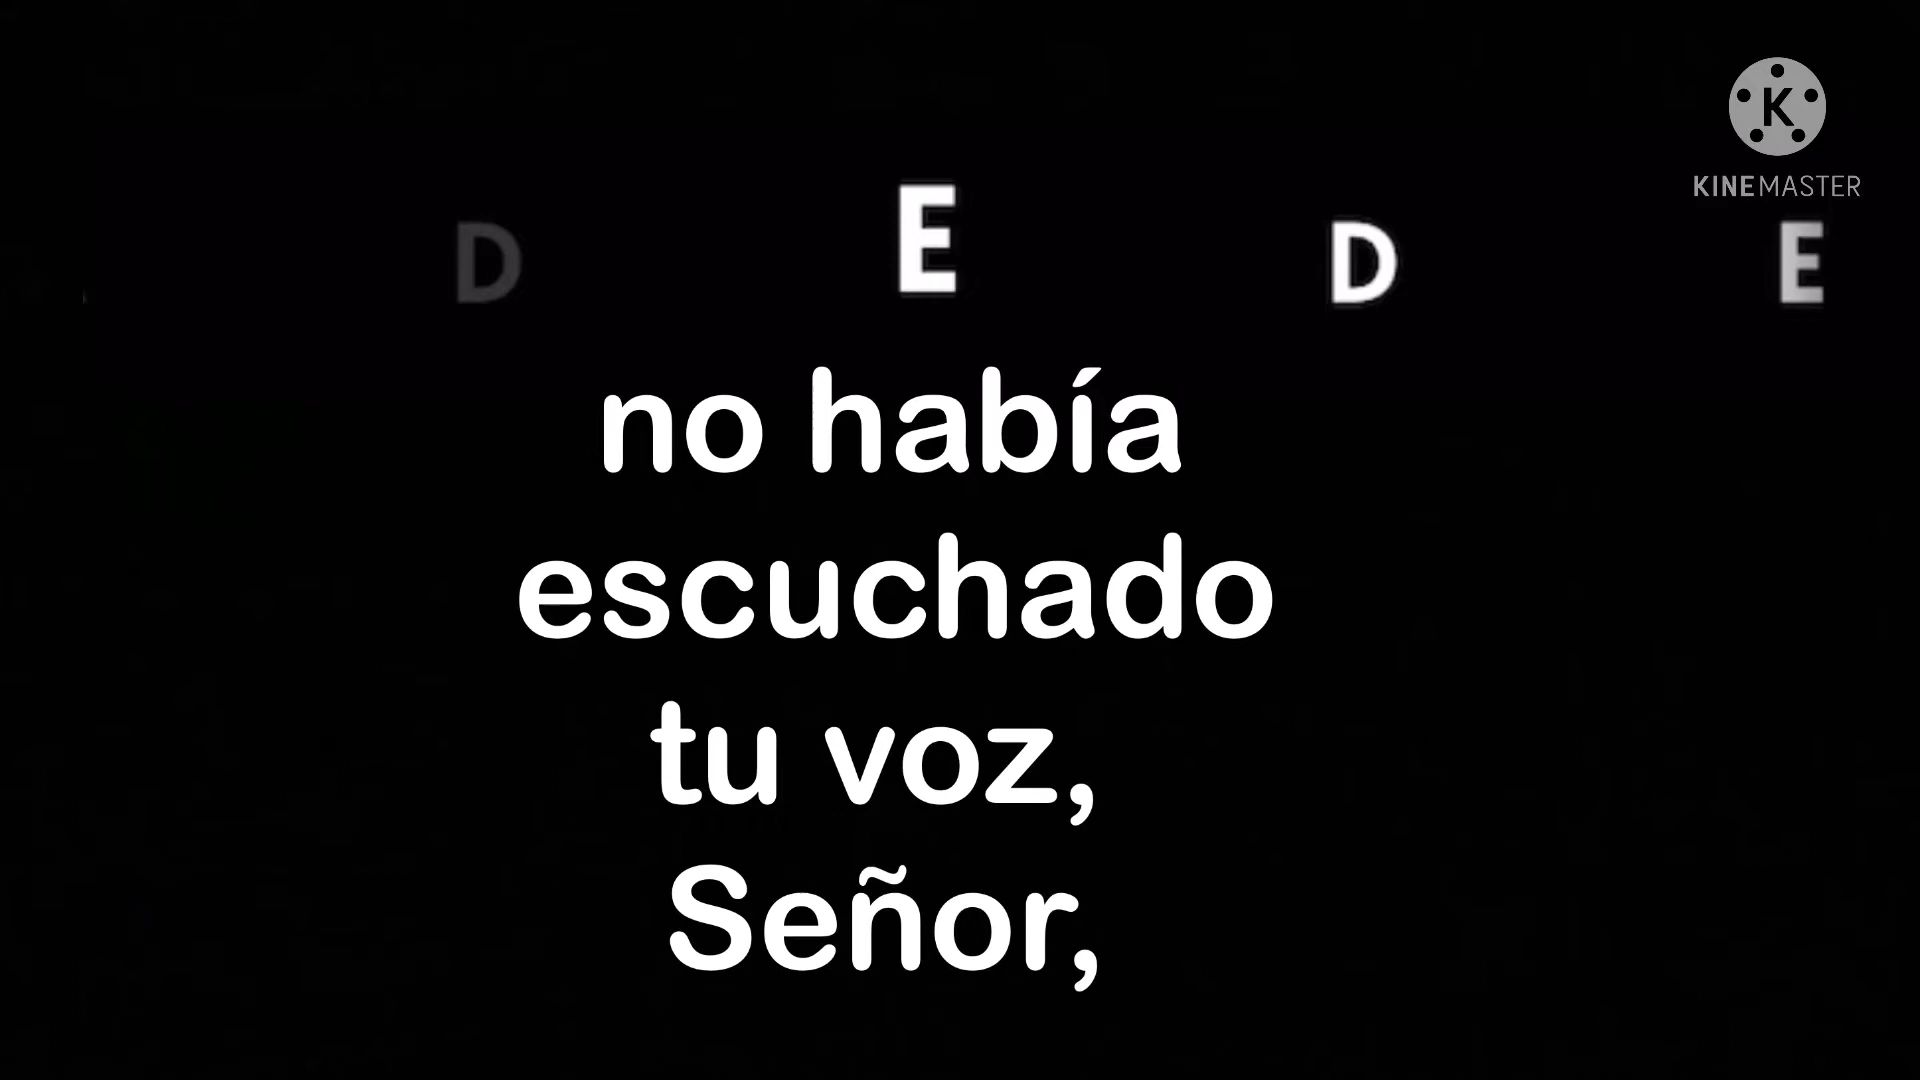 KINEMASTER
D E D E
no había
escuchado
tu voz,
Señor,